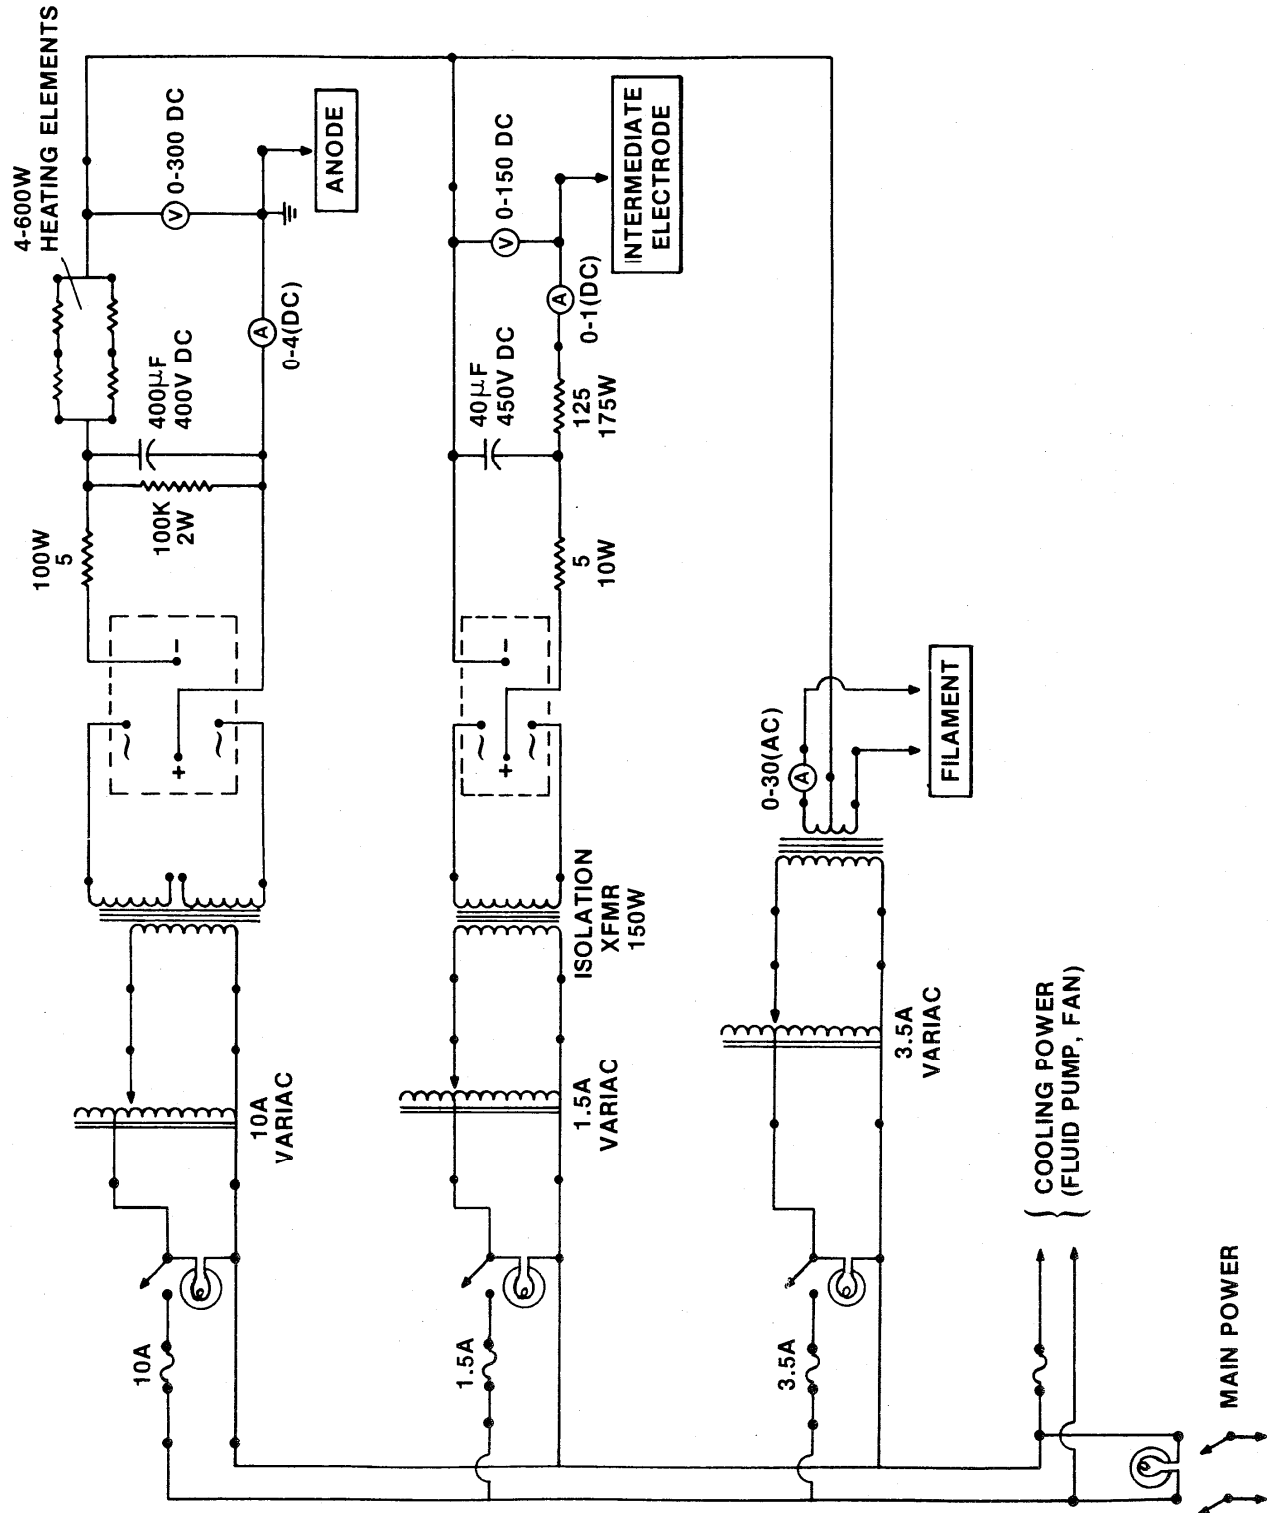 4-600W
HEATING ELEMENTS
V
0-300 DC
ANODE
100W
5
100K
2W
400µF
400V DC
A
0-4(DC)
~
~
+
-
10A
VARIAC
10A
V
0-150 DC
INTERMEDIATE
ELECTRODE
40µF
450V DC
A
0-1(DC)
125
175W
5
10W
~
~
+
-
ISOLATION
XFMR
150W
1.5A
VARIAC
1.5A
0-30(AC)
A
FILAMENT
3.5A
VARIAC
3.5A
COOLING POWER
(FLUID PUMP, FAN)
MAIN POWER